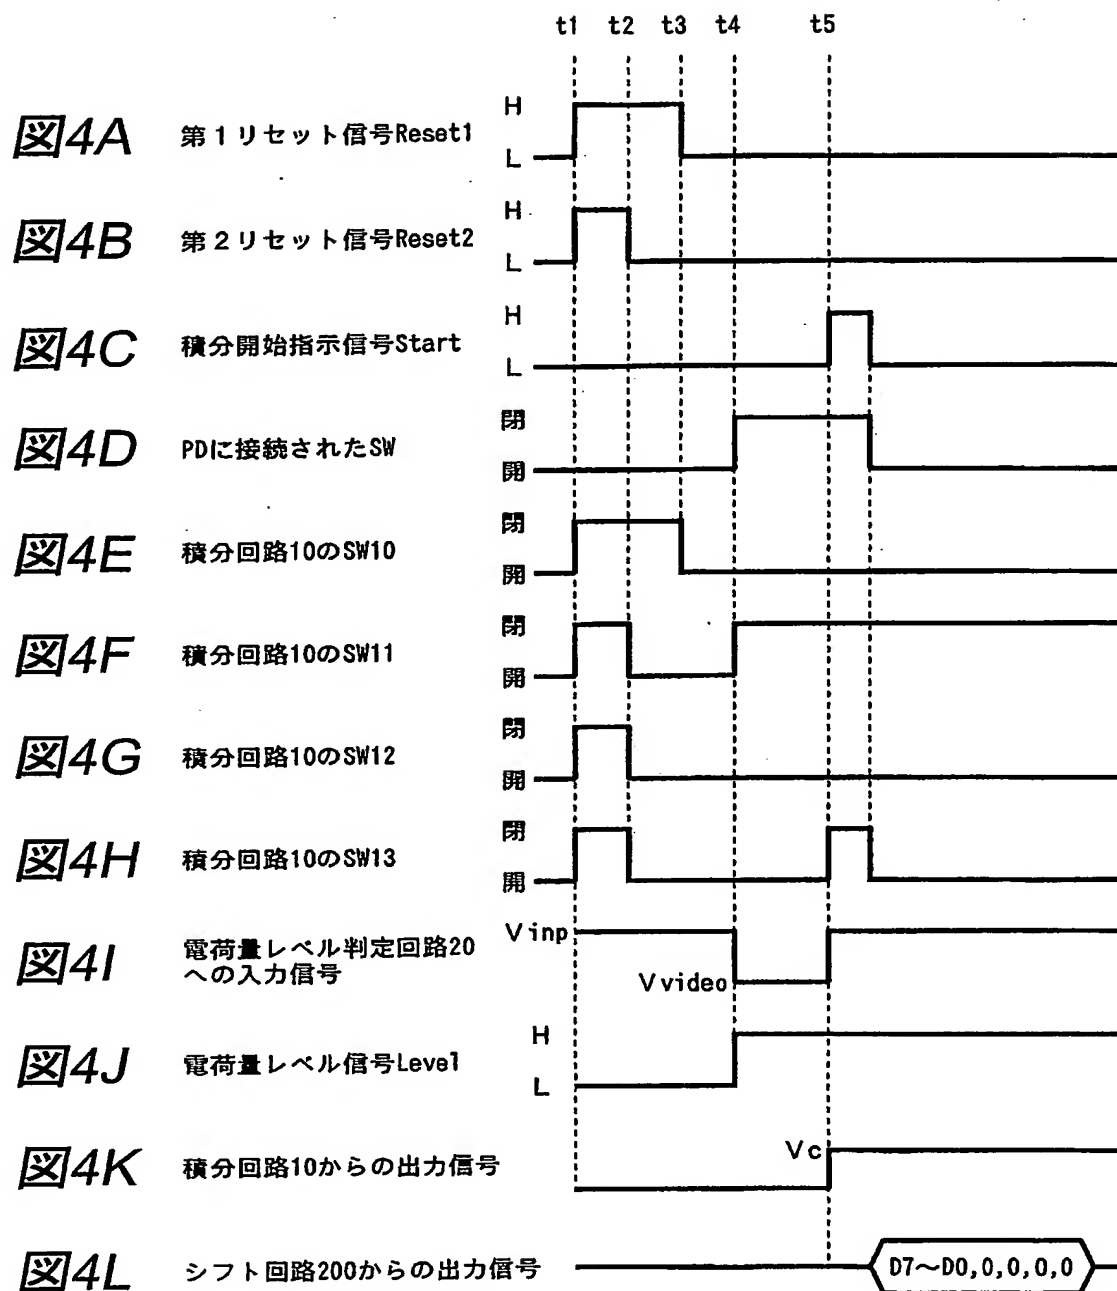 t1 t2 t3 t4 t5
図4A 第1リセット信号Reset1 H L
図4B 第2リセット信号Reset2 H L
図4C 積分開始指示信号Start H L
図4D PDに接続されたSW 閉 開
図4E 積分回路10のSW10 閉 開
図4F 積分回路10のSW11 閉 開
図4G 積分回路10のSW12 閉 開
図4H 積分回路10のSW13 閉 開
図4I 電荷量レベル判定回路20
への入力信号
Vinp
Vvideo
図4J 電荷量レベル信号Level H L
図4K 積分回路10からの出力信号 Vc
図4L シフト回路200からの出力信号 D7～D0,0,0,0,0